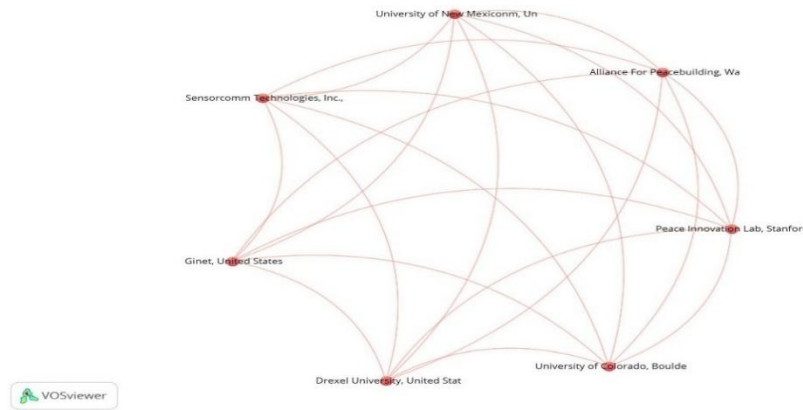 University of New Mexiconm, Un
Alliance For Peacebuilding, Wa
Sensorcomm Technologies, Inc.,
Peace Innovation Lab, Stanfor
Ginet, United States
University of Colorado, Boulde
Drexel University, United Stat
VOSviewer